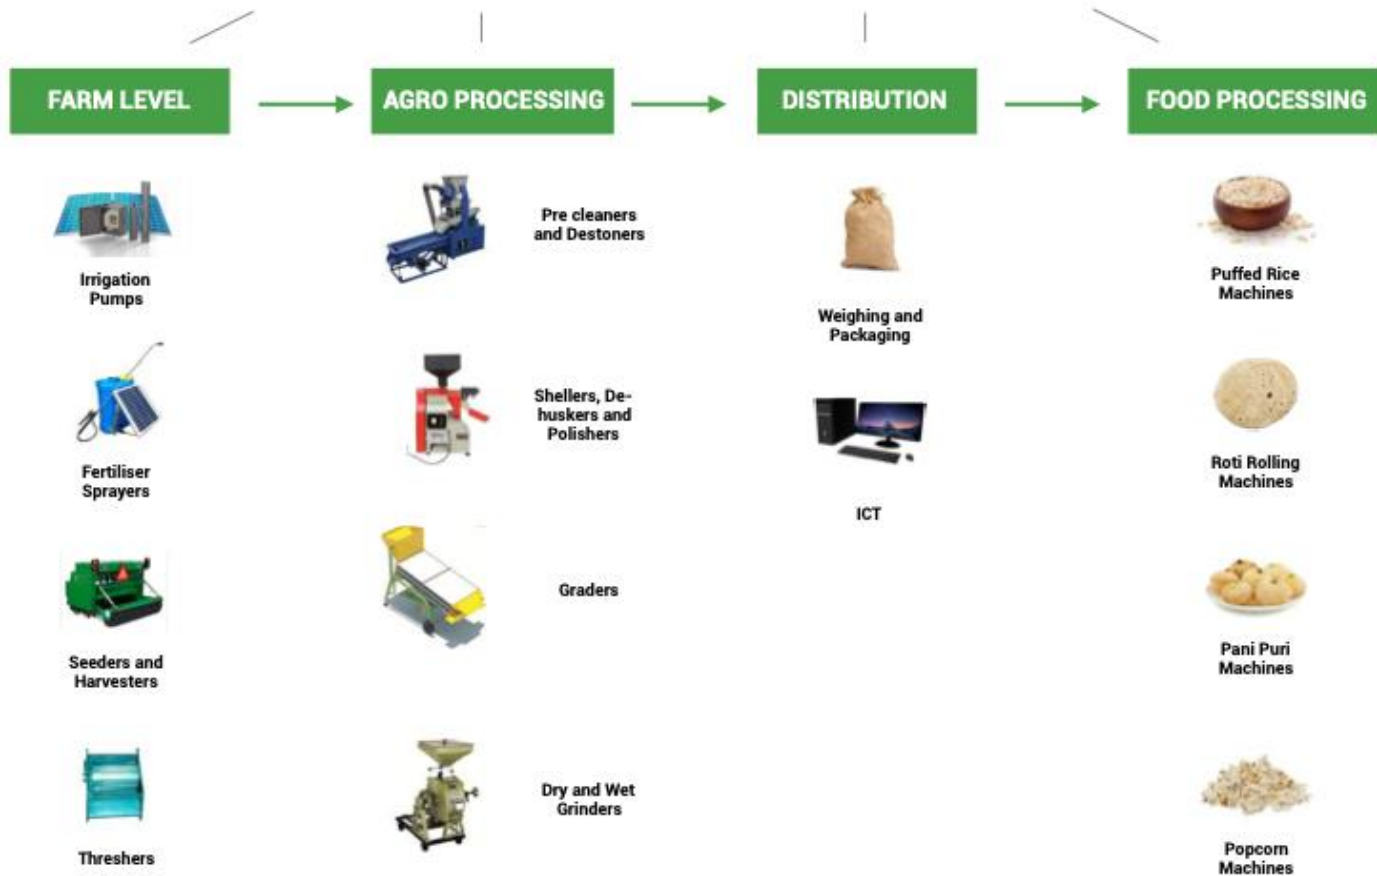 FARM LEVEL
AGRO PROCESSING
DISTRIBUTION
FOOD PROCESSING
Irrigation
Pumps
Fertiliser
Sprayers
Seeders and
Harvesters
Threshers
Pre cleaners
and Destoners
Shellers, De-
huskers and
Polishers
Graders
Dry and Wet
Grinders
Weighing and
Packaging
ICT
Puffed Rice
Machines
Roti Rolling
Machines
Pani Puri
Machines
Popcorn
Machines